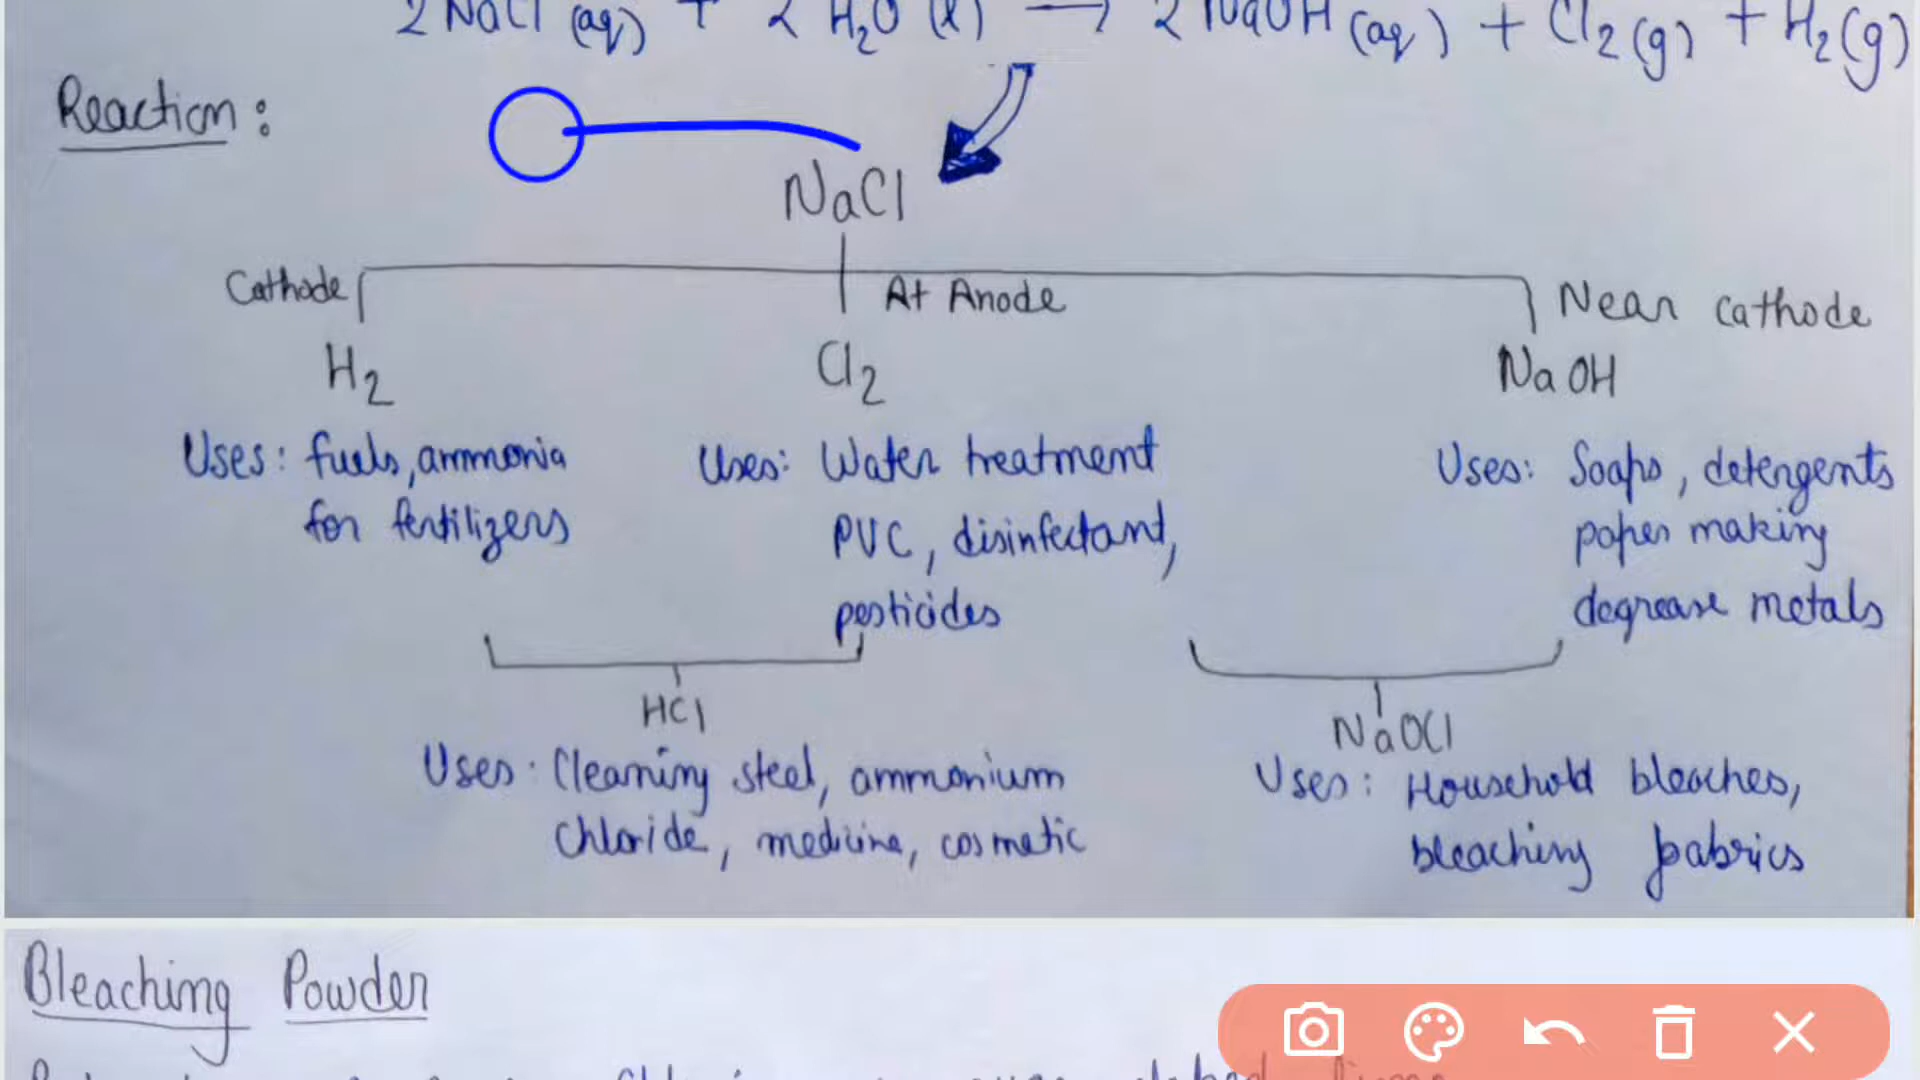 2 NaCl (aq) + 2 H₂O (l) → 2 NaOH (aq) + Cl₂(g) + H₂(g)
Reaction:
NaCl
Cathode At Anode Near cathode
H₂ Cl₂ NaOH
Uses: fuels, ammonia for fertilizers
Uses: Water treatment PVC, disinfectant, pesticides
Uses: Soaps, detergents paper making degrease metals
HCl
Uses: Cleaning steel, ammonium chloride, medicine, cosmetic
NaOCl
Uses: Household bleaches, bleaching fabrics
Bleaching Powder